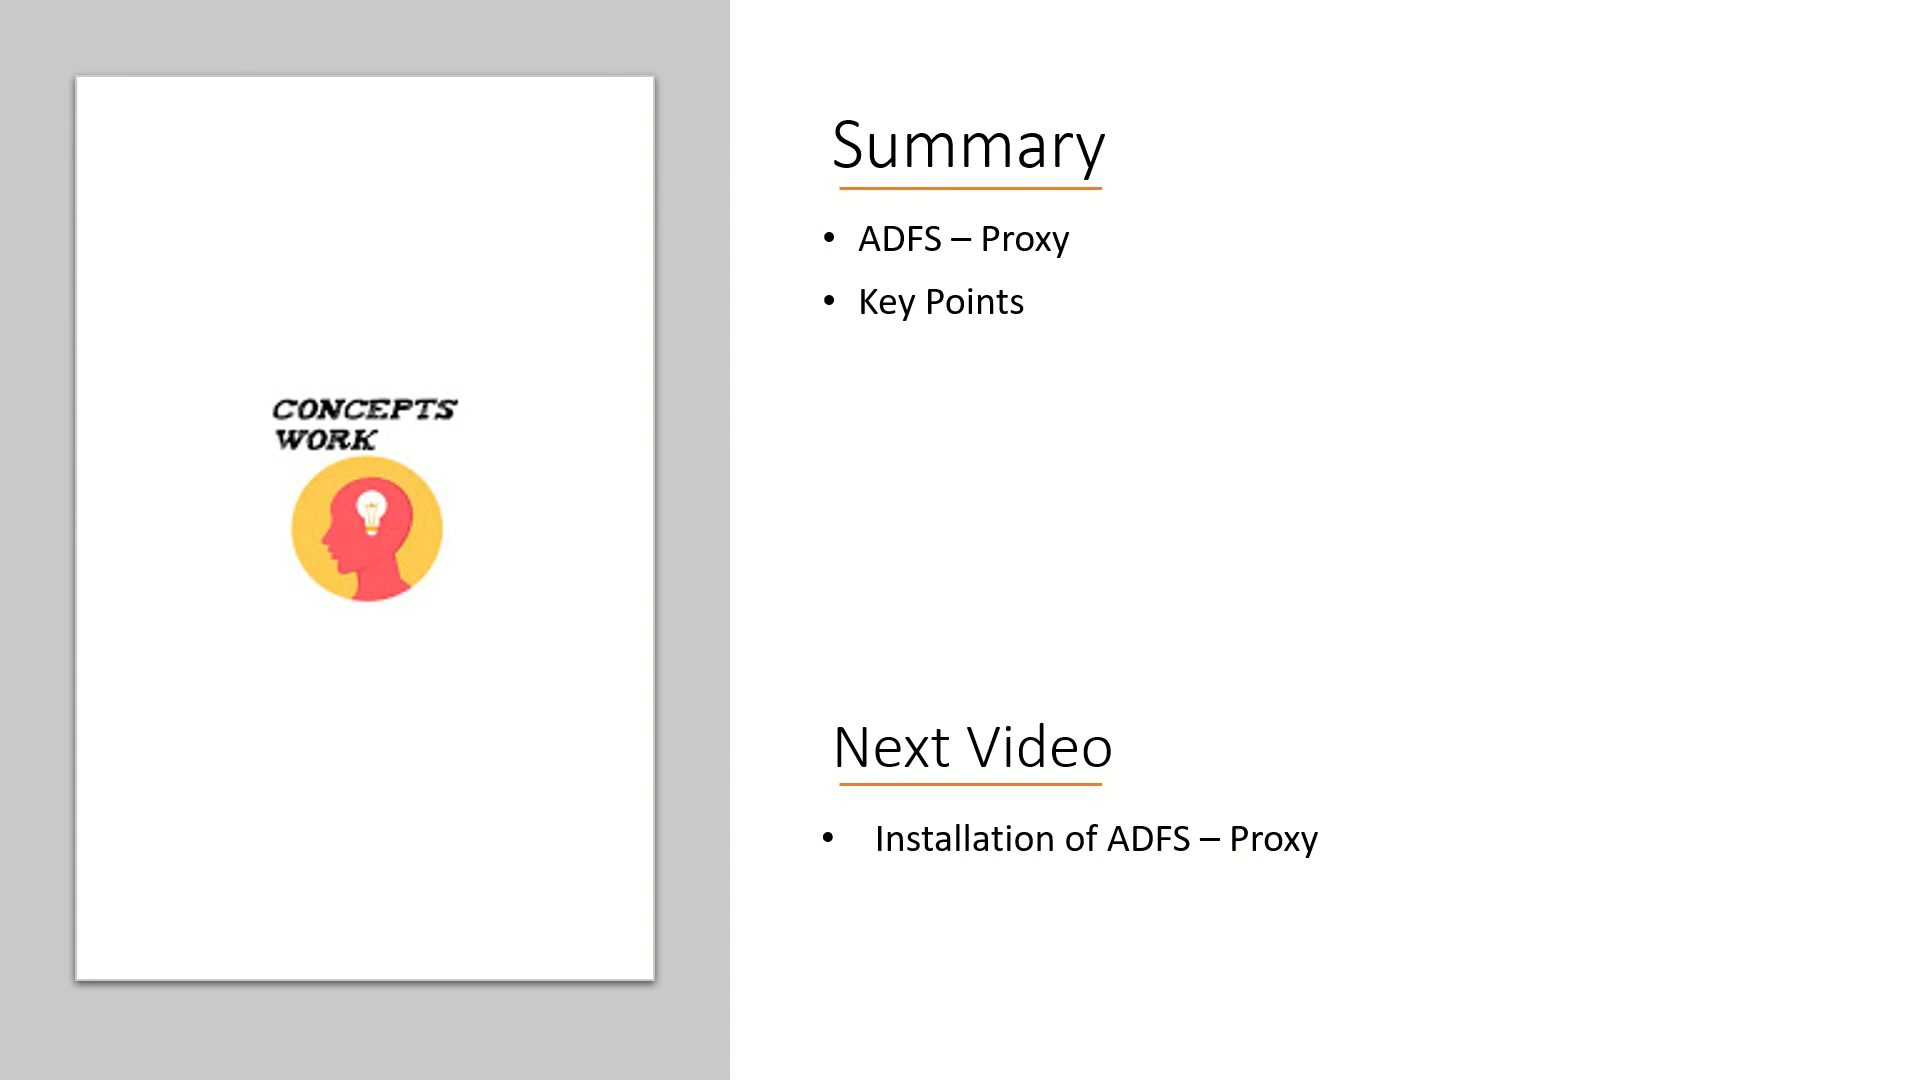 CONCEPTS
WORK
Summary
• ADFS – Proxy
• Key Points
Next Video
• Installation of ADFS – Proxy